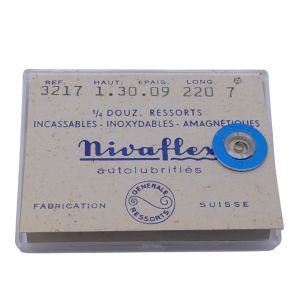 REF. HAUT. EPAIS. LONG. Ø
3217 1.30.09 220 7
1/4 DOUZ. RESSORTS
INCASSABLES - INOXYDABLES - AMAGNETIQUES
Nivaflex
autolubrifiés
GENERALE RESSORTS
FABRICATION SUISSE